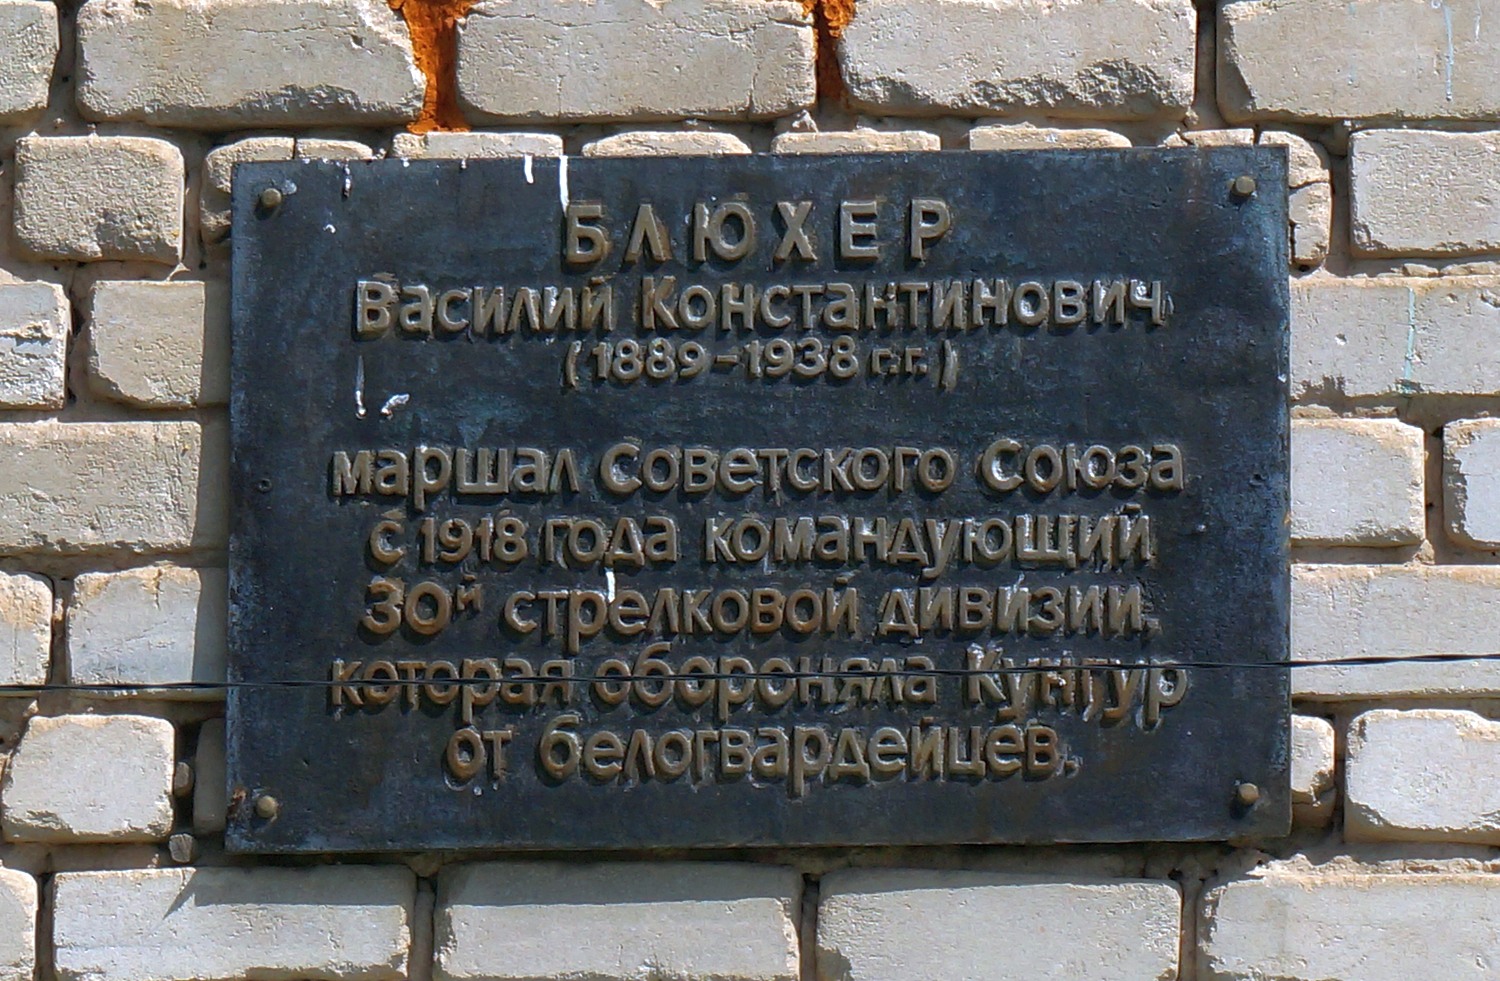 БЛЮХЕР
Василий Константинович
(1889-1938 г.г.)
маршал Советского Союза
с 1918 года командующий
30й стрелковой дивизии,
которая обороняла Кунгур
от белогвардейцев.